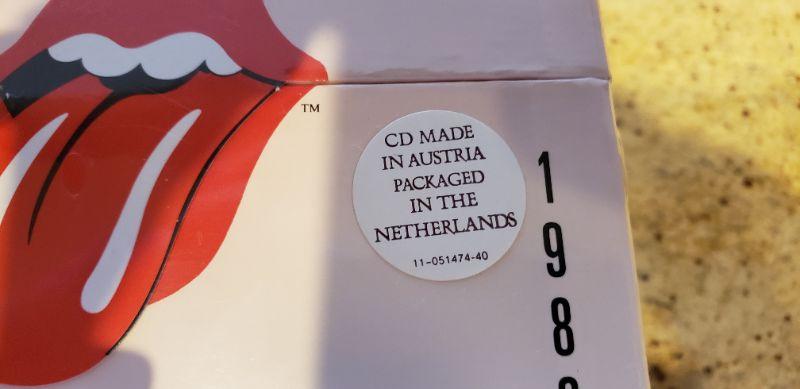 TM
CD MADE
IN AUSTRIA
PACKAGED
IN THE
NETHERLANDS
11-051474-40
1
9
8